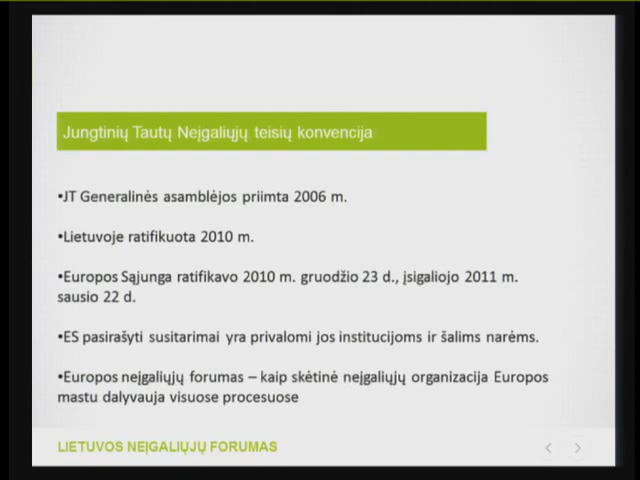 Jungtinių Tautų Neįgaliųjų teisių konvencija
•JT Generalinės asamblėjos priimta 2006 m.
•Lietuvoje ratifikuota 2010 m.
•Europos Sąjunga ratifikavo 2010 m. gruodžio 23 d., įsigaliojo 2011 m.
sausio 22 d.
•ES pasirašyti susitarimai yra privalomi jos institucijoms ir šalims narėms.
•Europos neįgaliųjų forumas – kaip skėtinė neįgaliųjų organizacija Europos
mastu dalyvauja visuose procesuose
LIETUVOS NEĮGALIŲJŲ FORUMAS